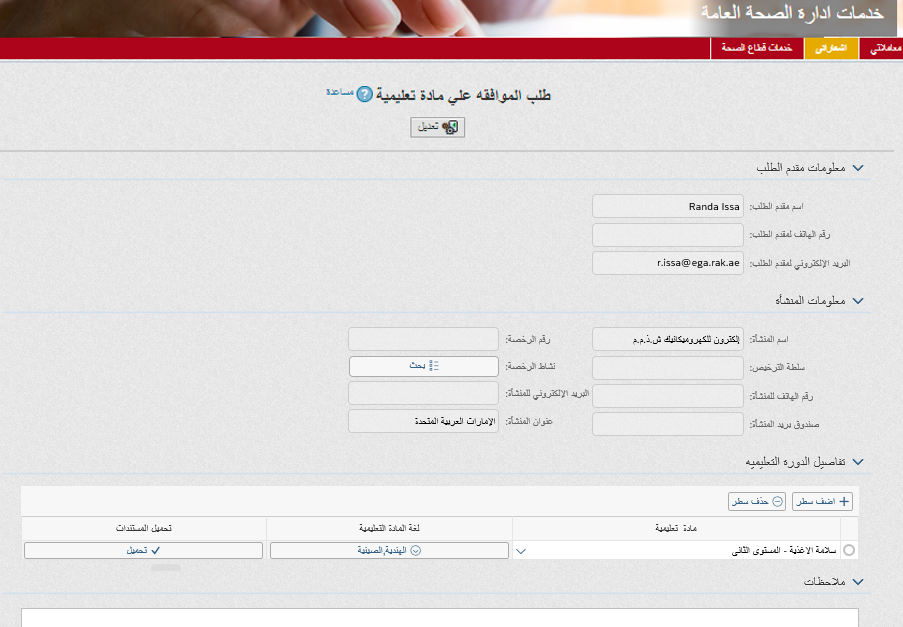 خدمات ادارة الصحة العامة
معاملاتي
اشعاراتي
خدمات قطاع الصحة
طلب الموافقه علي مادة تعليمية ? مساعدة
تعديل
معلومات مقدم الطلب
اسم مقدم الطلب: Randa Issa
رقم الهاتف لمقدم الطلب:
البريد الإلكتروني لمقدم الطلب: r.issa@ega.rak.ae
معلومات المنشأة
اسم المنشأة: إلكترون للكهروميكانيك ش.ذ.م.م رقم الرخصة:
سلطة الترخيص: نشاط الرخصة: بحث
رقم الهاتف للمنشأة: البريد الإلكتروني للمنشأة:
صندوق بريد المنشأة: عنوان المنشأة: الإمارات العربية المتحدة
تفاصيل الدورة التعليميه
اضف سطر حذف سطر
مادة تعليمية لغة المادة التعليمية تحميل المستندات
سلامة الاغذية - المستوى الثانى الهندية,الصينية تحميل
ملاحظات